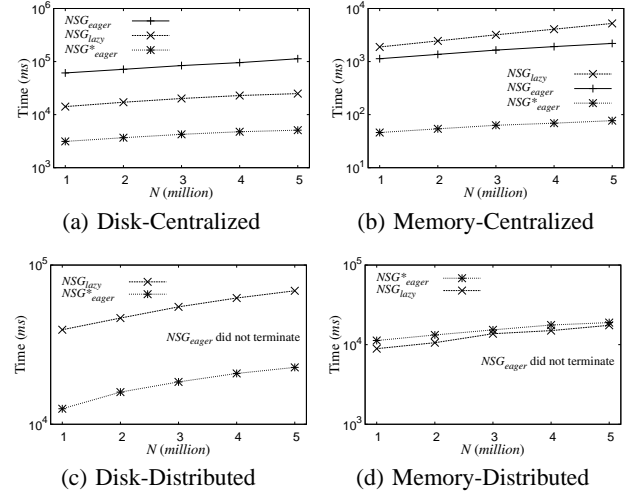 10^6
NSG_eager
NSG_lazy
NSG*_eager
10^5
Time (ms)
10^4
10^3
1 2 3 4 5
N (million)
(a) Disk-Centralized
10^4
10^3
Time (ms)
NSG_lazy
NSG_eager
NSG*_eager
10^2
10^1
1 2 3 4 5
N (million)
(b) Memory-Centralized
10^5
NSG_lazy
NSG*_eager
Time (ms)
NSG_eager did not terminate
10^4
1 2 3 4 5
N (million)
(c) Disk-Distributed
10^5
NSG*_eager
NSG_lazy
Time (ms)
10^4
NSG_eager did not terminate
10^3
1 2 3 4 5
N (million)
(d) Memory-Distributed